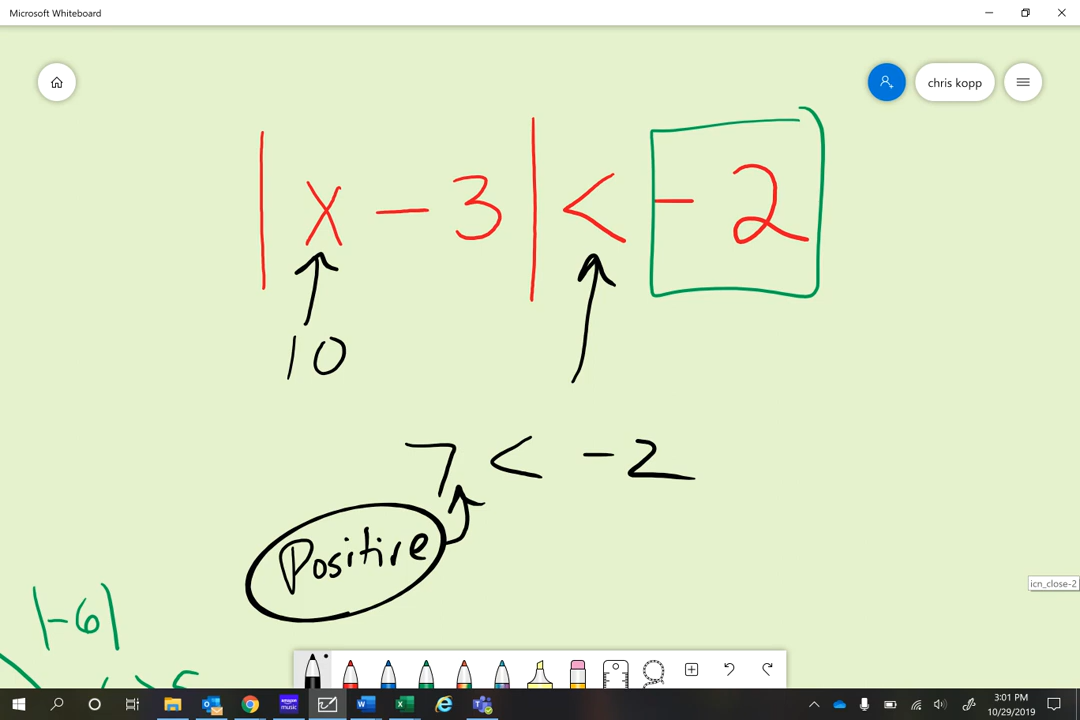 Microsoft Whiteboard
chris kopp
|x - 3| < -2
10
7 < -2
Positive
icn_close-2
|-6|
3:01 PM
10/29/2019